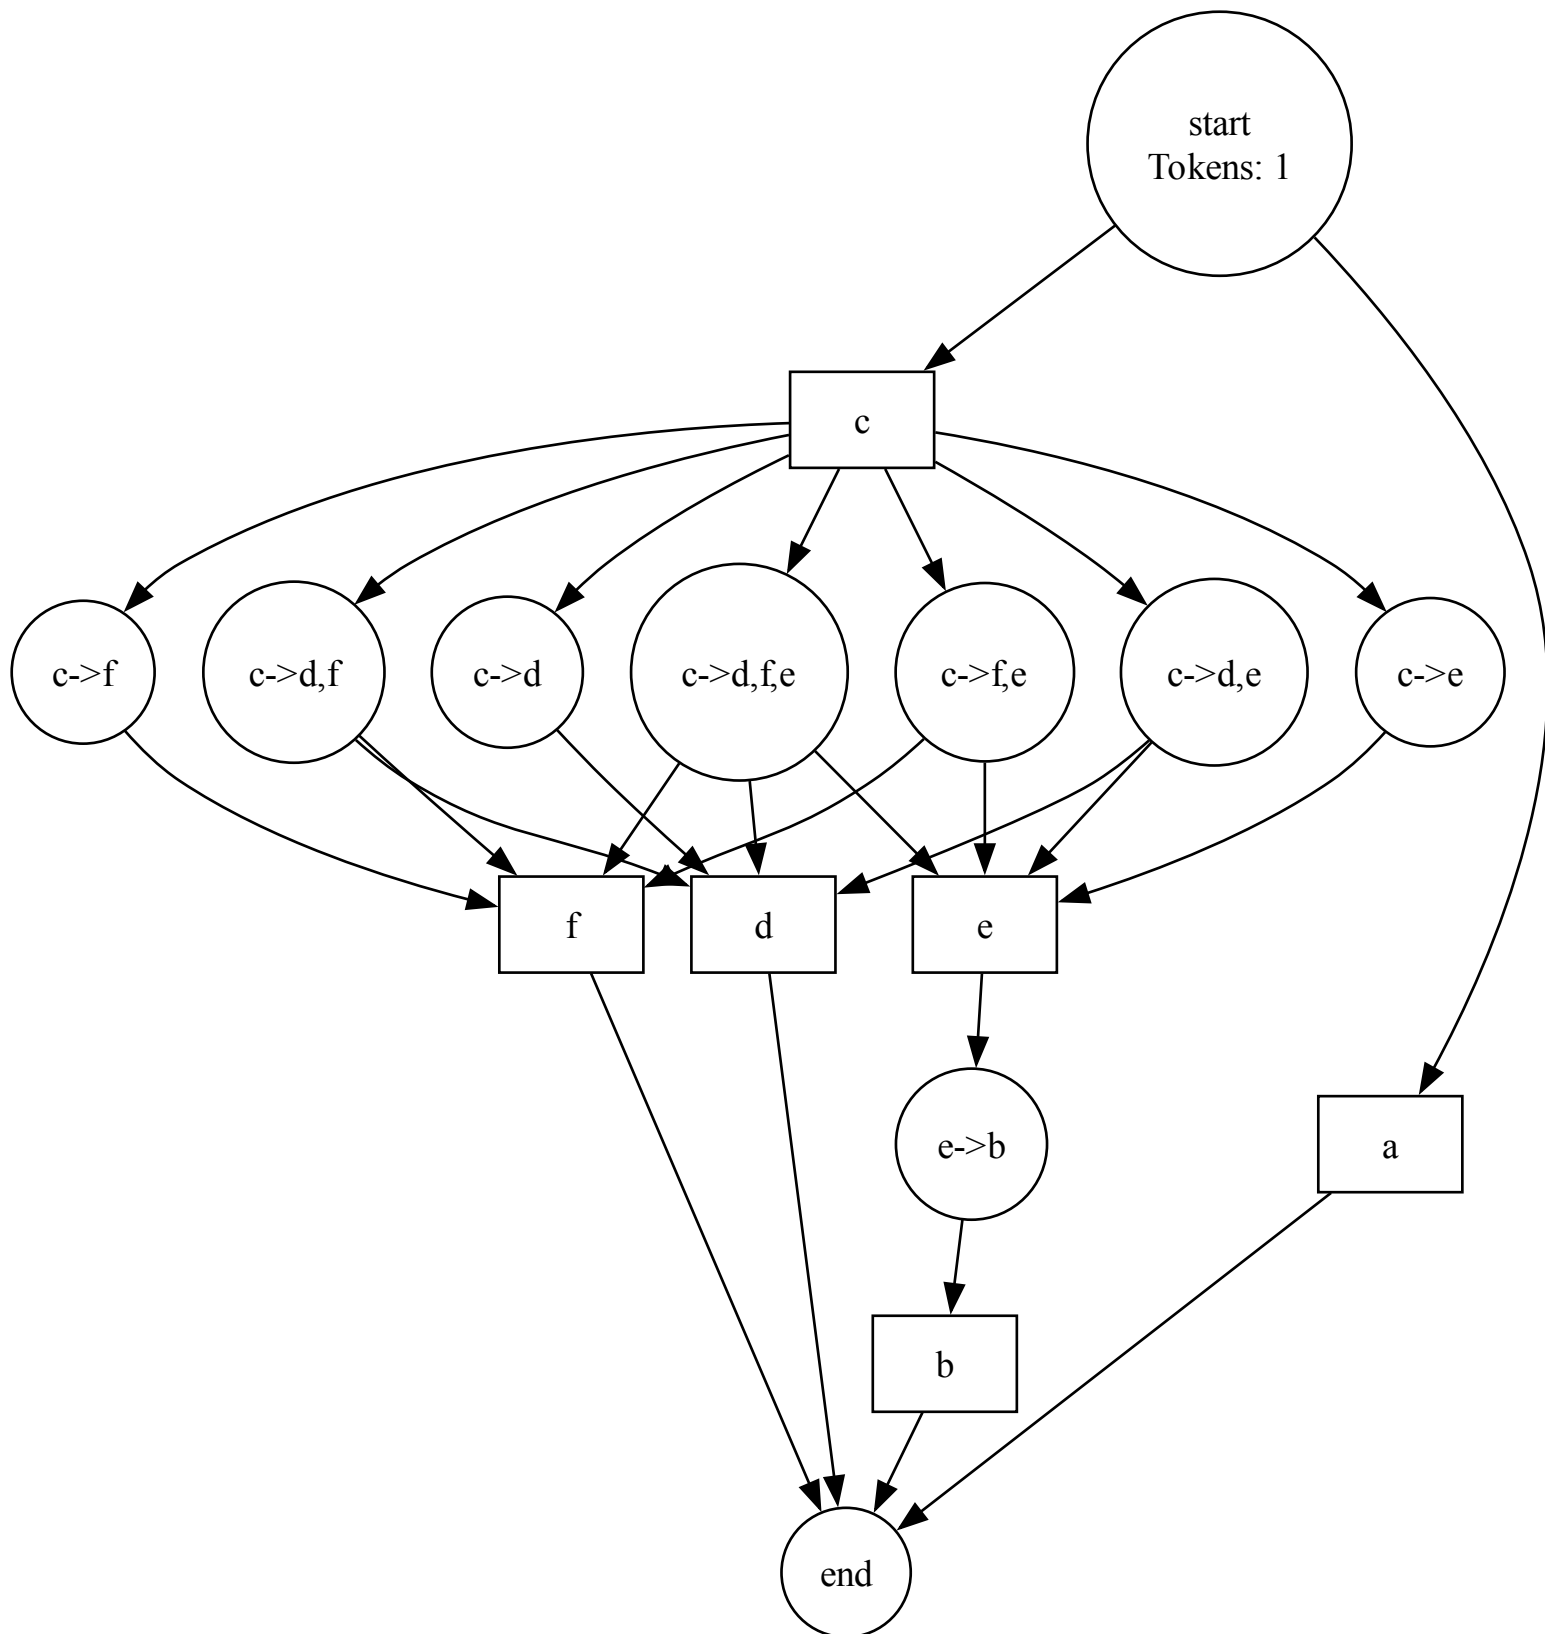 start
Tokens: 1
c
c->f
c->d,f
c->d
c->d,f,e
c->f,e
c->d,e
c->e
f
d
e
e->b
a
b
end